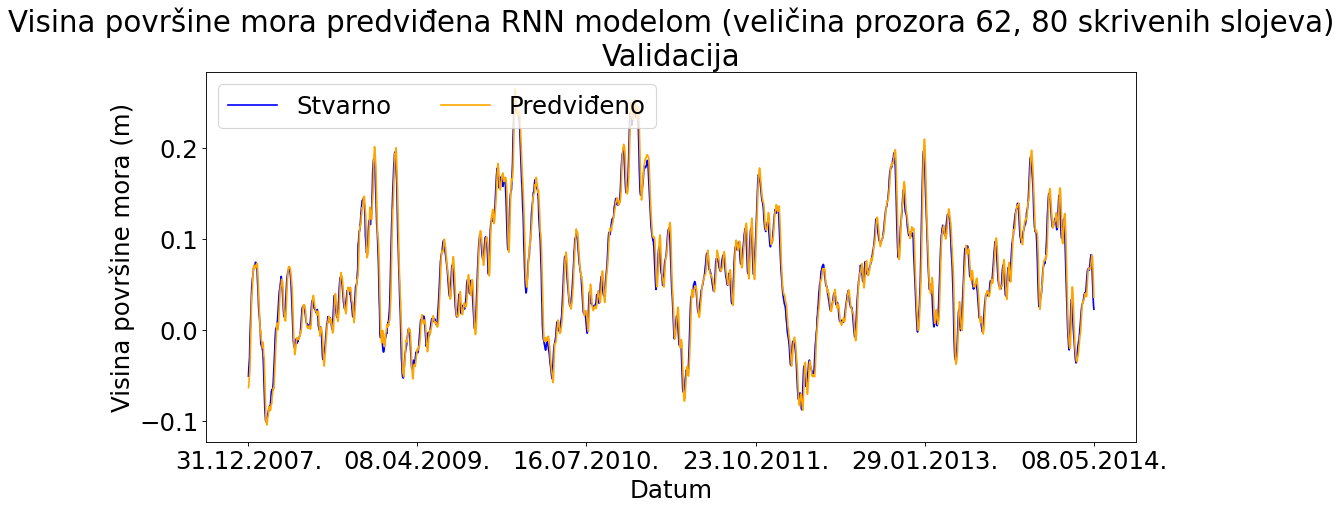 Visina površine mora predviđena RNN modelom (veličina prozora 62, 80 skrivenih slojeva)
Validacija
Stvarno Predviđeno
Visina površine mora (m)
0.2
0.1
0.0
−0.1
31.12.2007. 08.04.2009. 16.07.2010. 23.10.2011. 29.01.2013. 08.05.2014.
Datum